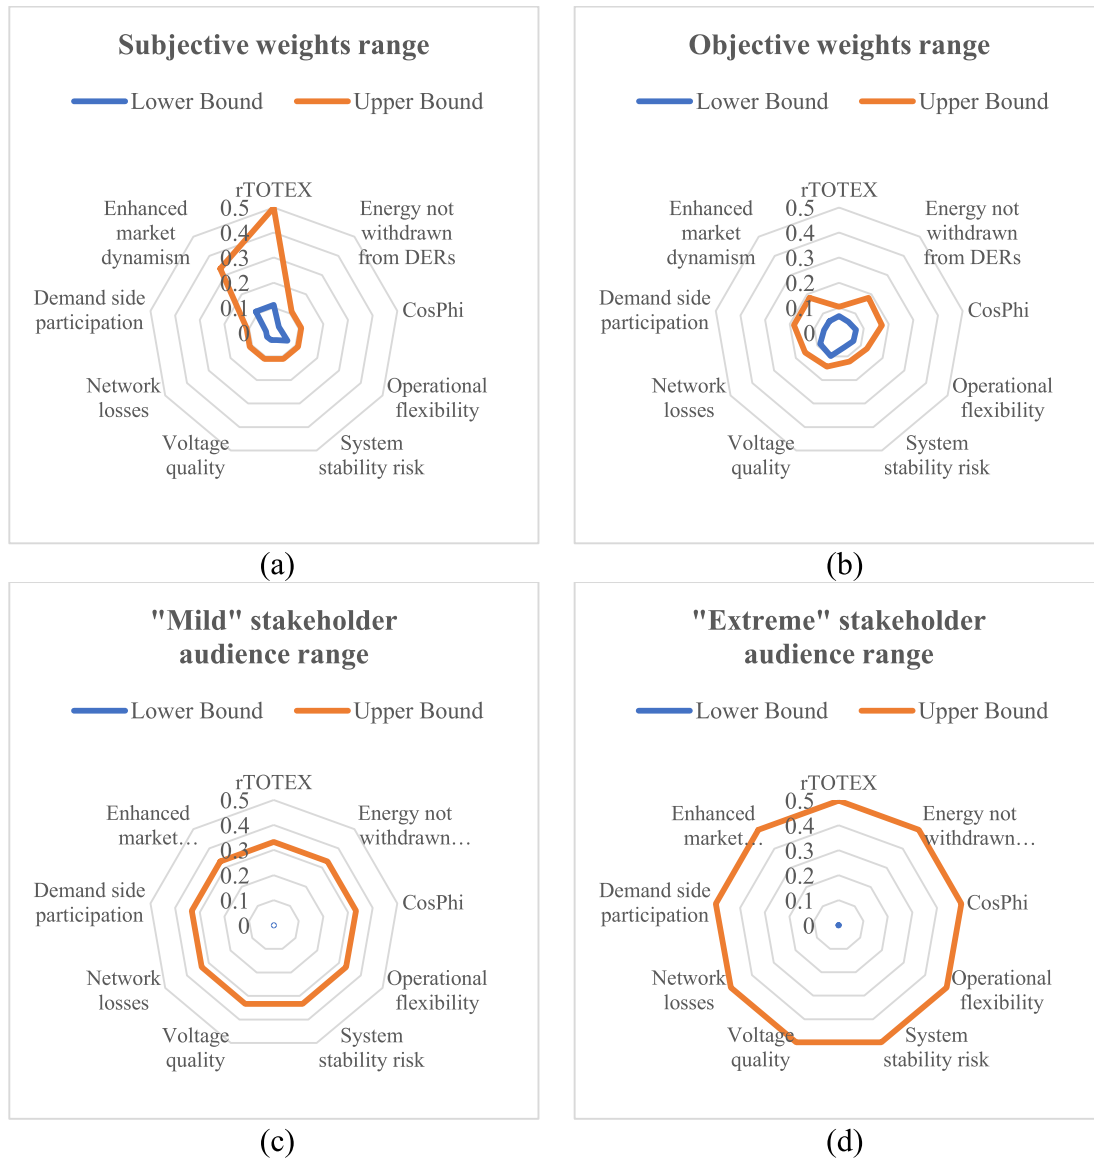 Subjective weights range
Lower Bound
Upper Bound
rTOTEX
Energy not
withdrawn
from DERs
CosPhi
Operational
flexibility
System
stability risk
Voltage
quality
Network
losses
Demand side
participation
Enhanced
market
dynamism
0.5
0.4
0.3
0.2
0.1
0
(a)
Objective weights range
Lower Bound
Upper Bound
rTOTEX
Energy not
withdrawn
from DERs
CosPhi
Operational
flexibility
System
stability risk
Voltage
quality
Network
losses
Demand side
participation
Enhanced
market
dynamism
0.5
0.4
0.3
0.2
0.1
0
(b)
"Mild" stakeholder
audience range
Lower Bound
Upper Bound
rTOTEX
Energy not
withdrawn…
CosPhi
Operational
flexibility
System
stability risk
Voltage
quality
Network
losses
Demand side
participation
Enhanced
market…
0.5
0.4
0.3
0.2
0.1
0
(c)
"Extreme" stakeholder
audience range
Lower Bound
Upper Bound
rTOTEX
Energy not
withdrawn…
CosPhi
Operational
flexibility
System
stability risk
Voltage
quality
Network
losses
Demand side
participation
Enhanced
market…
0.5
0.4
0.3
0.2
0.1
0
(d)